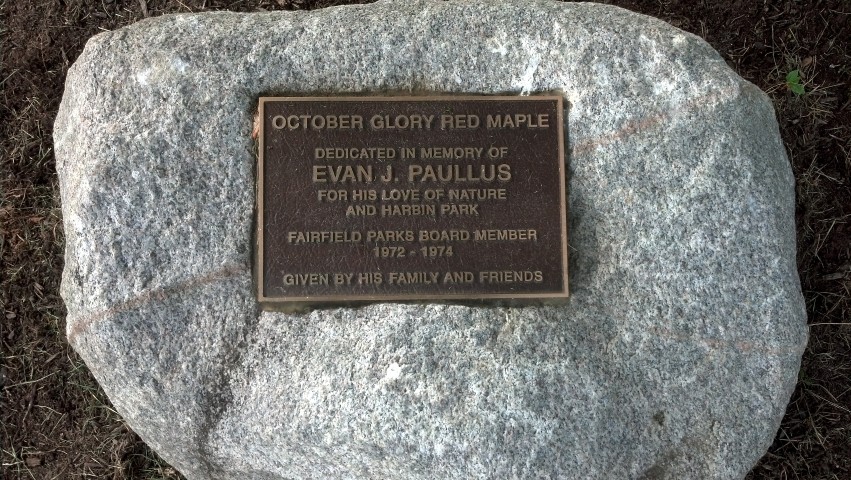 OCTOBER GLORY RED MAPLE
DEDICATED IN MEMORY OF
EVAN J. PAULLUS
FOR HIS LOVE OF NATURE
AND HARBIN PARK
FAIRFIELD PARKS BOARD MEMBER
1972 - 1974
GIVEN BY HIS FAMILY AND FRIENDS